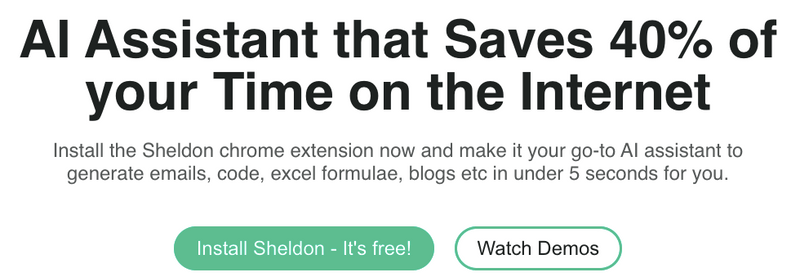 AI Assistant that Saves 40% of
your Time on the Internet
Install the Sheldon chrome extension now and make it your go-to AI assistant to
generate emails, code, excel formulae, blogs etc in under 5 seconds for you.
Install Sheldon - It's free!
Watch Demos